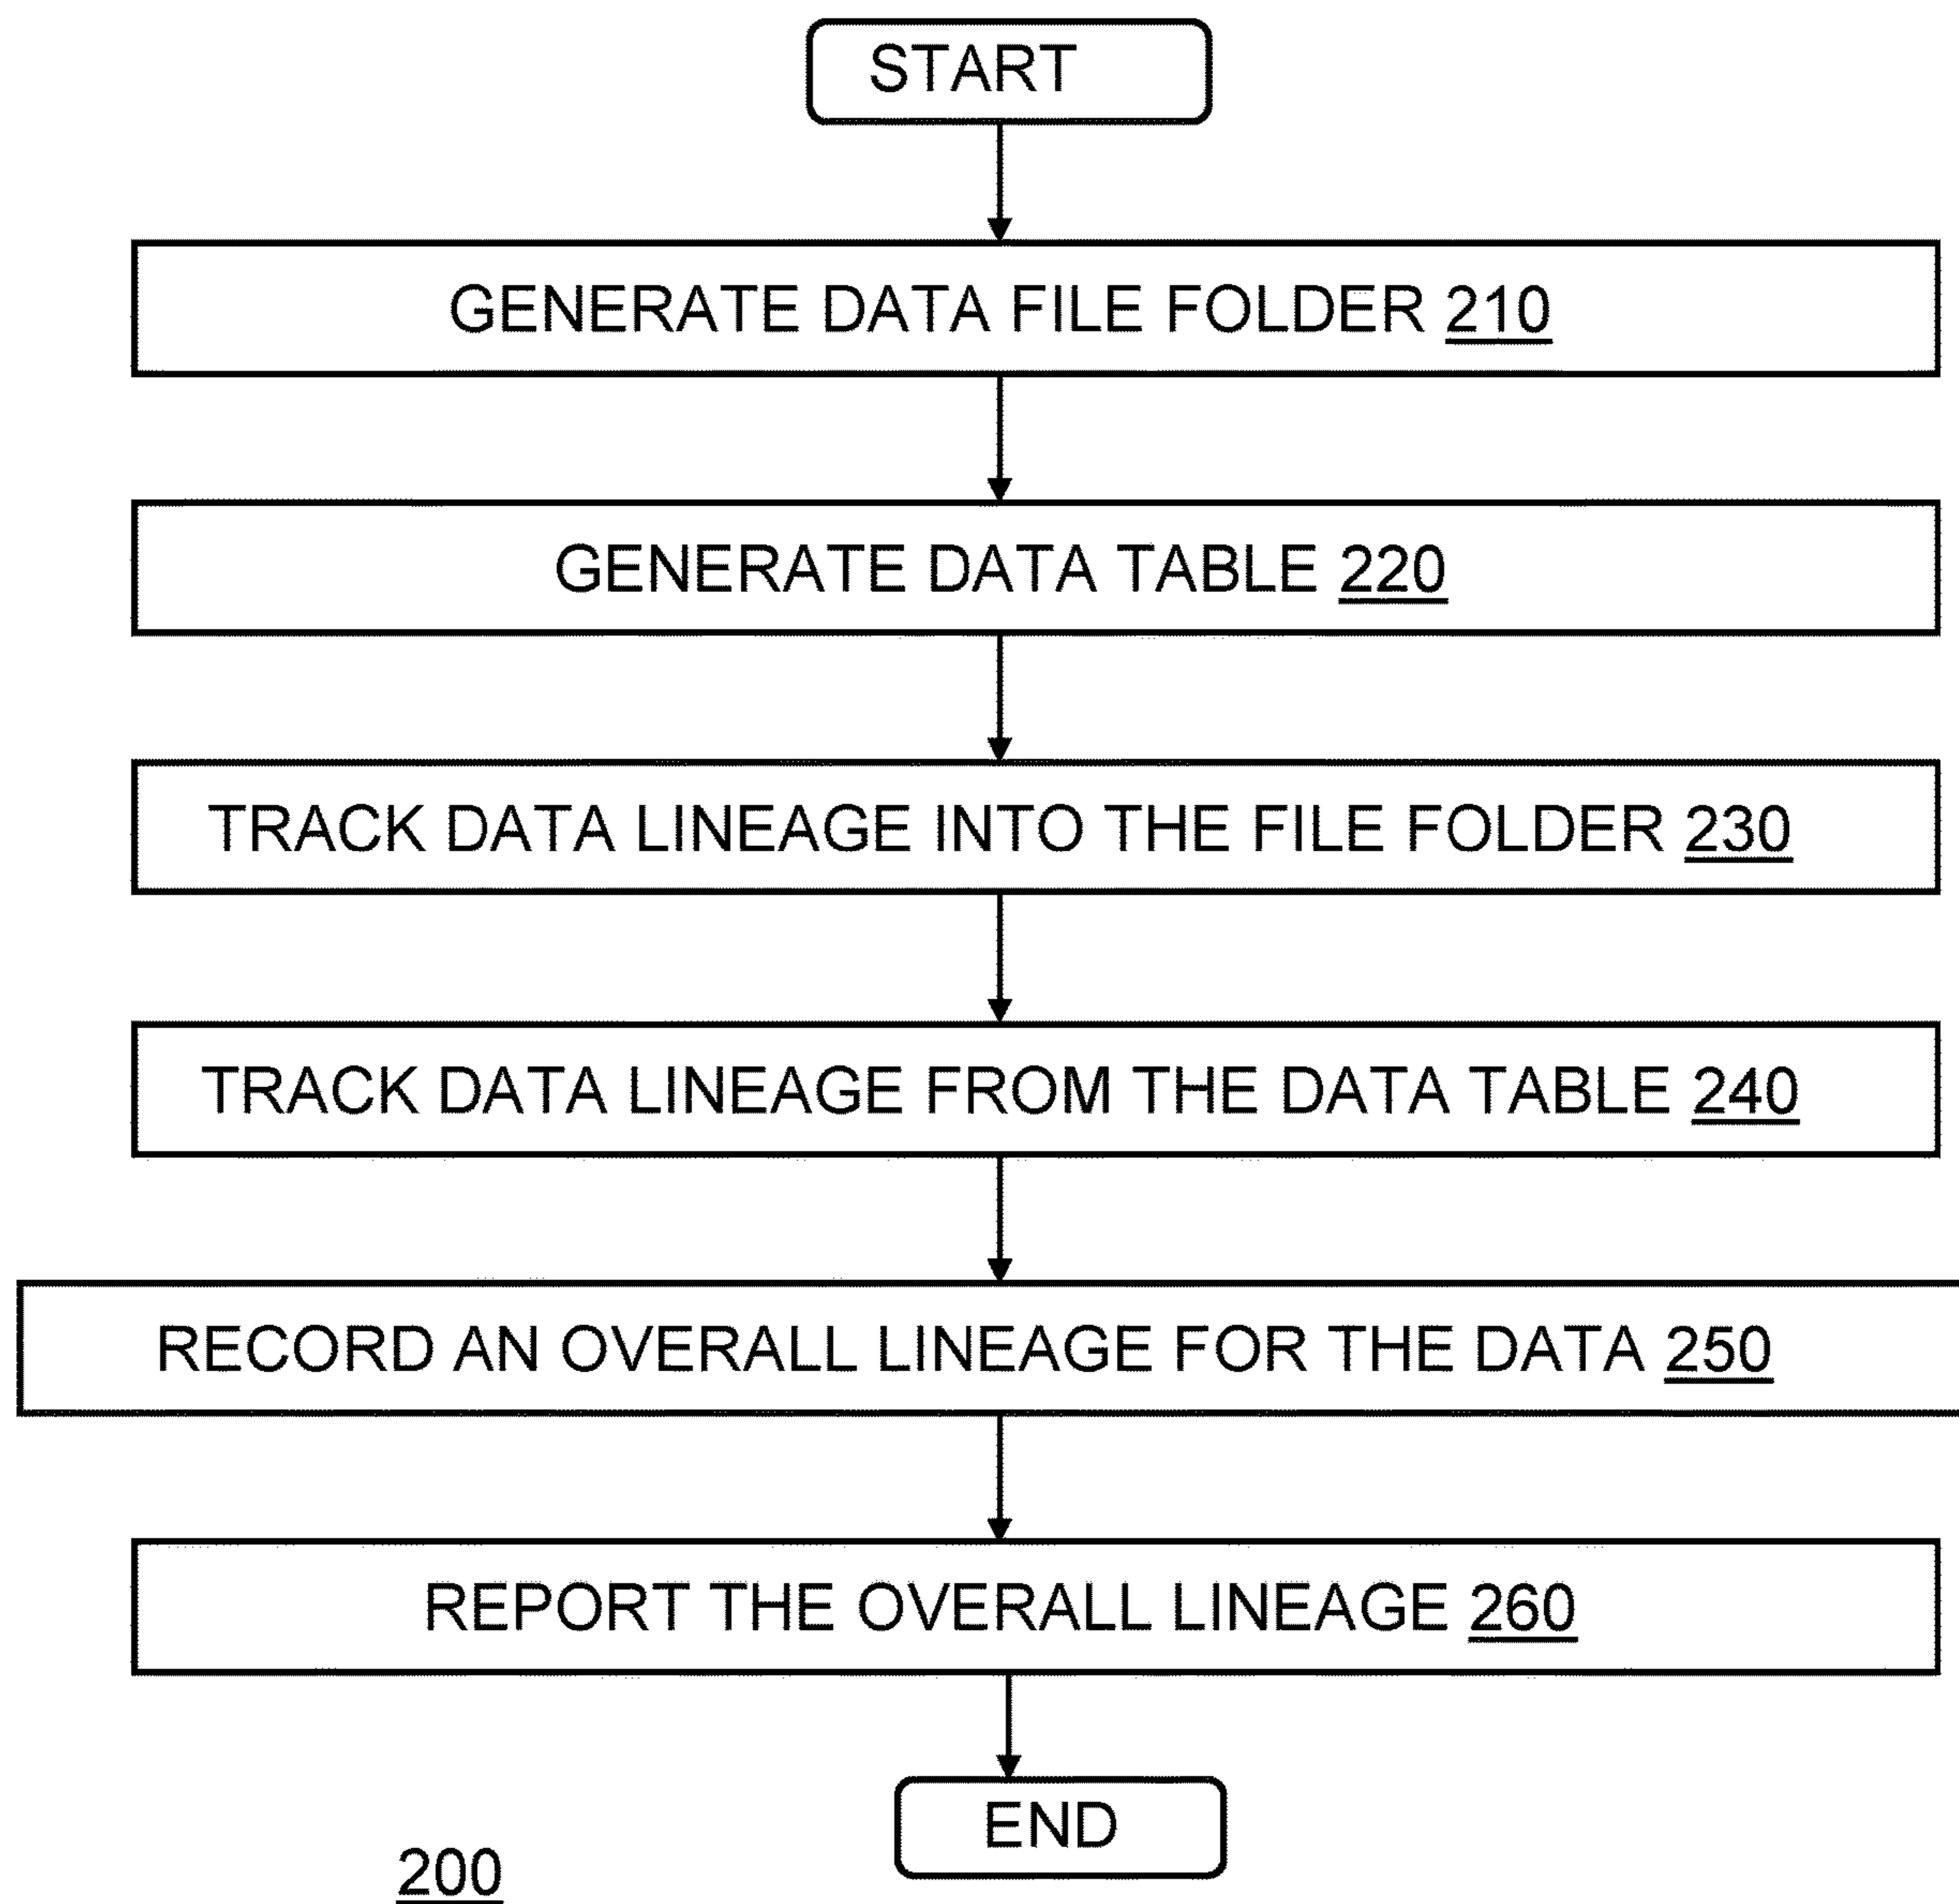 START
GENERATE DATA FILE FOLDER 210
GENERATE DATA TABLE 220
TRACK DATA LINEAGE INTO THE FILE FOLDER 230
TRACK DATA LINEAGE FROM THE DATA TABLE 240
RECORD AN OVERALL LINEAGE FOR THE DATA 250
REPORT THE OVERALL LINEAGE 260
END
200